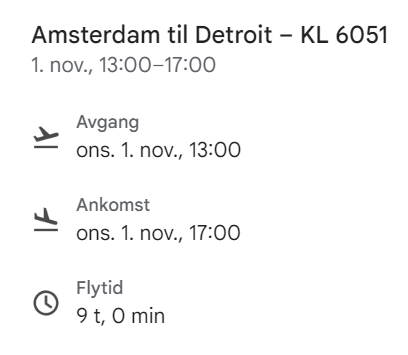 Amsterdam til Detroit – KL 6051
1. nov., 13:00–17:00
Avgang
ons. 1. nov., 13:00
Ankomst
ons. 1. nov., 17:00
Flytid
9 t, 0 min